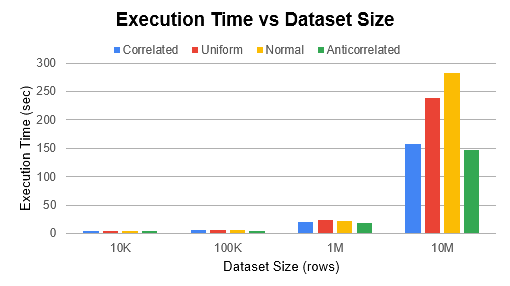 Execution Time vs Dataset Size
Correlated Uniform Normal Anticorrelated
Execution Time (sec)
300
250
200
150
100
50
0
10K 100K 1M 10M
Dataset Size (rows)